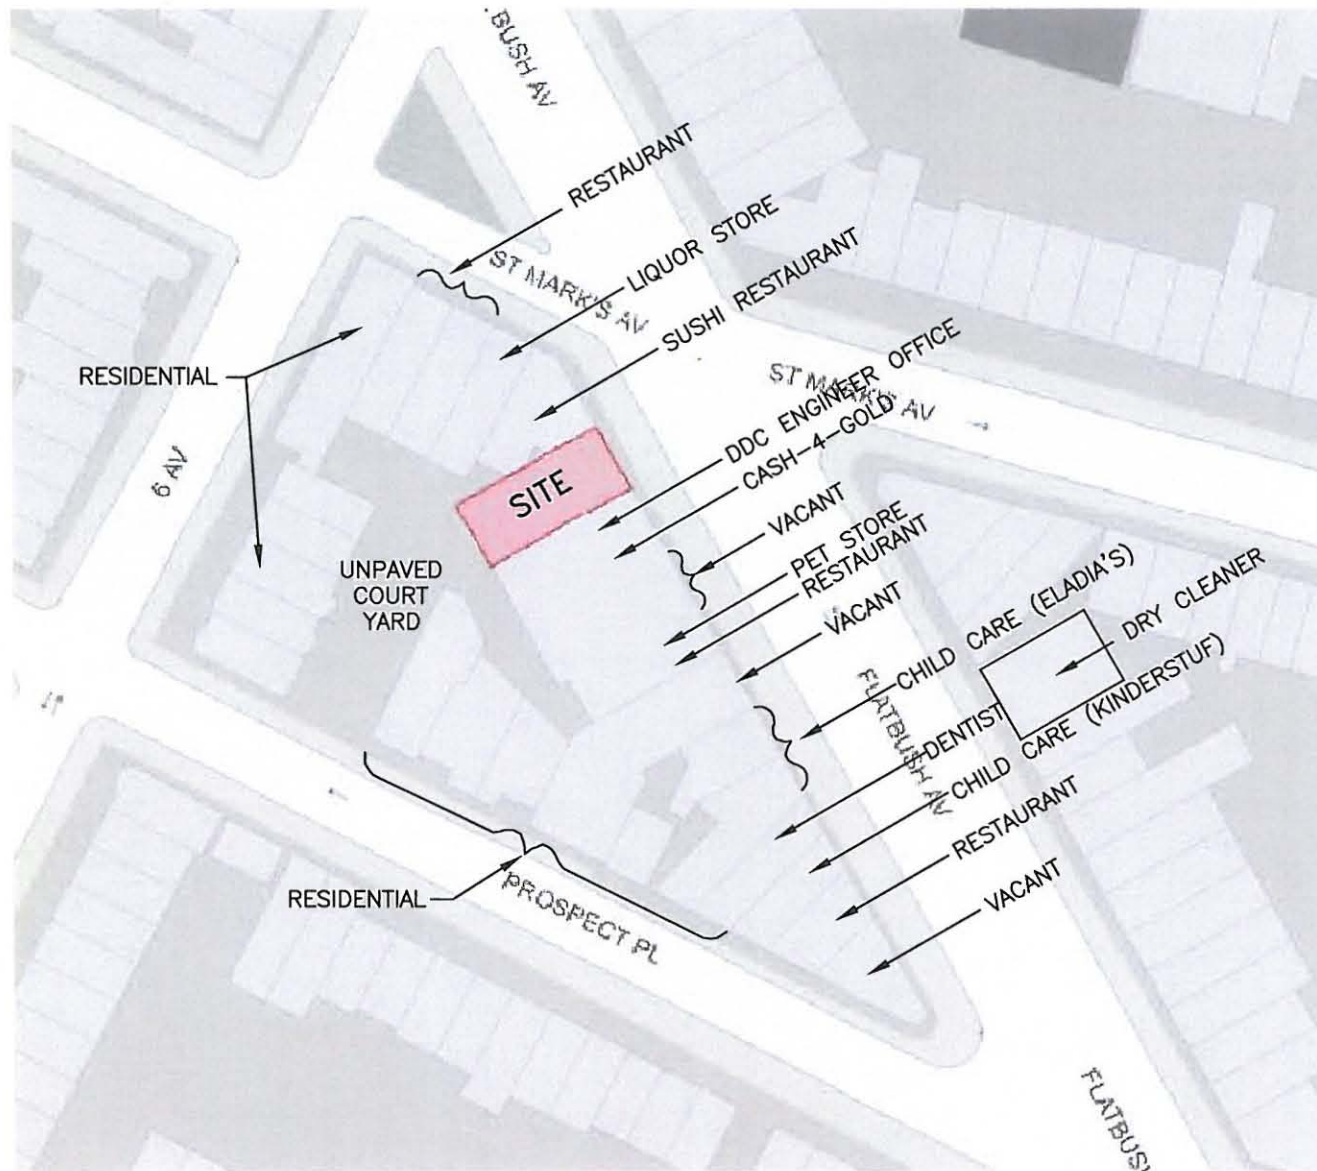 BUSH AV
RESTAURANT
LIQUOR STORE
ST MARK'S AV
SUSHI RESTAURANT
RESIDENTIAL
DDC ENGINEER OFFICE
ST MARK'S AV
CASH-4-GOLD
6 AV
SITE
VACANT
PET STORE
RESTAURANT
UNPAVED
COURT
YARD
VACANT
CHILD CARE (ELADIA'S)
DRY CLEANER
FLATBUSH AV
DENTIST
CHILD CARE (KINDERSTUF)
RESTAURANT
VACANT
RESIDENTIAL
PROSPECT PL
FLATBUSH